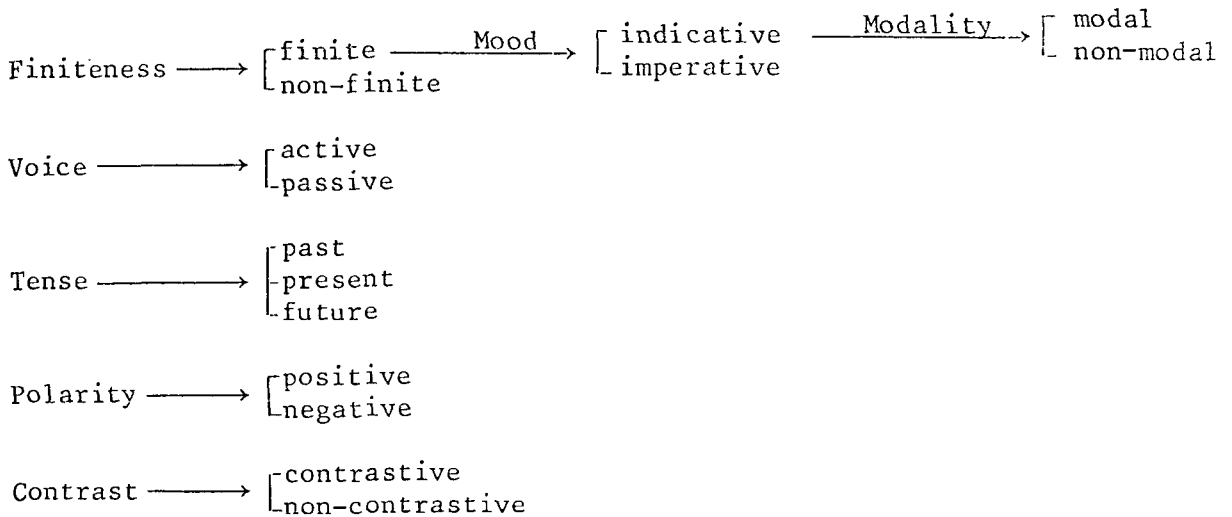 Finiteness finite Mood indicative Modality modal
non-finite imperative non-modal
Voice active
passive
Tense past
present
future
Polarity positive
negative
Contrast contrastive
non-contrastive